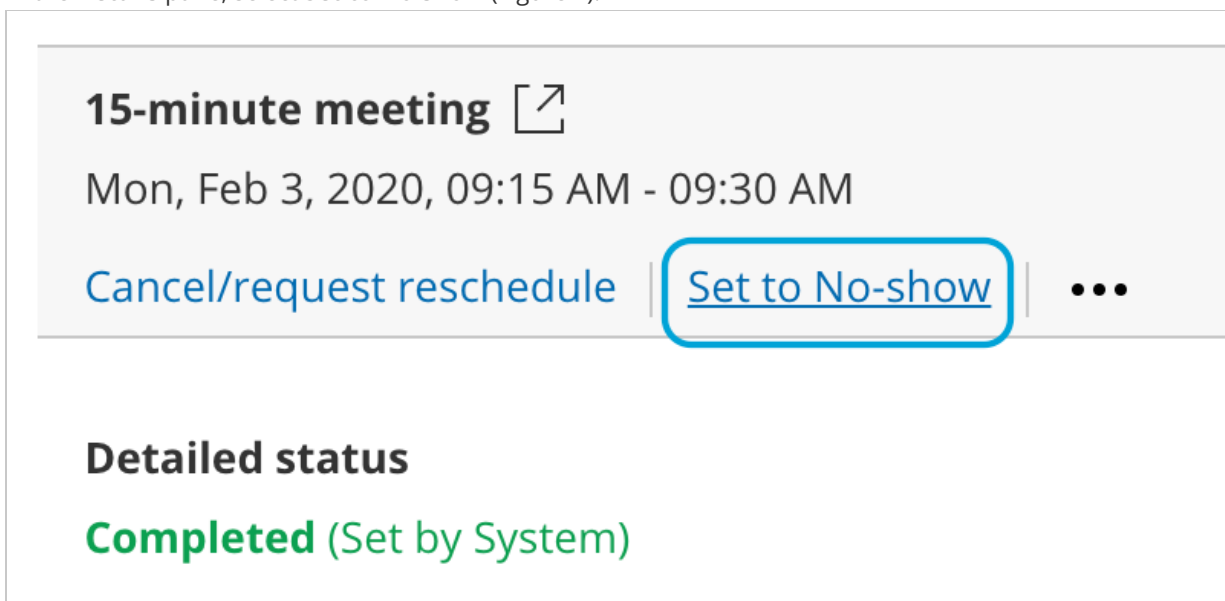 15-minute meeting
Mon, Feb 3, 2020, 09:15 AM - 09:30 AM
Cancel/request reschedule Set to No-show •••
Detailed status
Completed (Set by System)